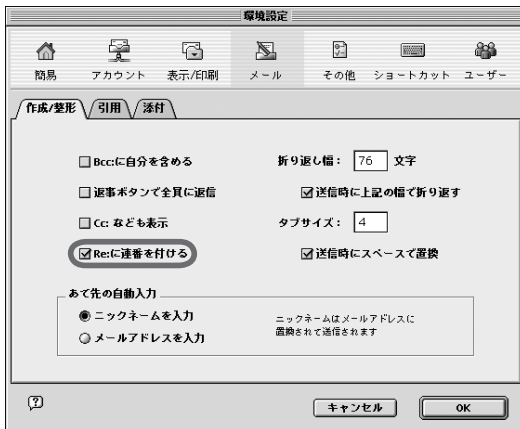 環境設定
簡易 アカウント 表示/印刷 メール その他 ショートカット ユーザー
作成/整形 引用 添付
Bcc:に自分を含める
返事ボタンで全員に返信
Cc: なども表示
Re:に連番を付ける
折り返し幅: 76 文字
送信時に上記の幅で折り返す
タブサイズ: 4
送信時にスペースで置換
あて先の自動入力
ニックネームを入力
メールアドレスを入力
ニックネームはメールアドレスに
置換されて送信されます
キャンセル OK